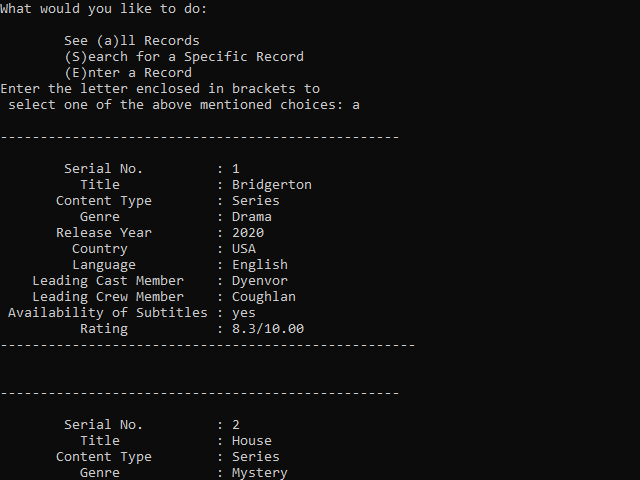 What would you like to do:
See (a)ll Records
(S)earch for a Specific Record
(E)nter a Record
Enter the letter enclosed in brackets to
select one of the above mentioned choices: a
--------------------------------------------------
Serial No. : 1
Title : Bridgerton
Content Type : Series
Genre : Drama
Release Year : 2020
Country : USA
Language : English
Leading Cast Member : Dyenvor
Leading Crew Member : Coughlan
Availability of Subtitles : yes
Rating : 8.3/10.00
----------------------------------------------------
--------------------------------------------------
Serial No. : 2
Title : House
Content Type : Series
Genre : Mystery